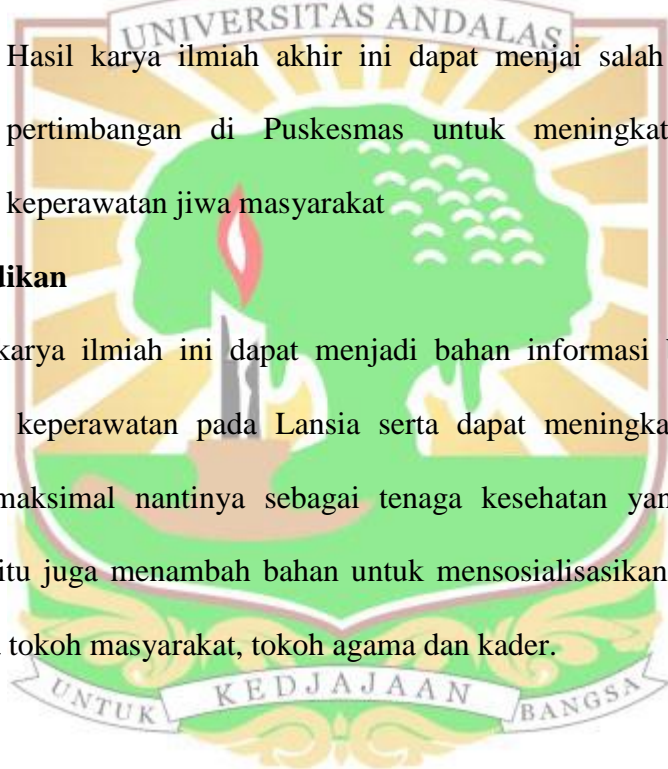 UNIVERSITAS ANDALAS
Hasil karya ilmiah akhir ini dapat menjai salah
pertimbangan di Puskesmas untuk meningkat
keperawatan jiwa masyarakat
dikan
karya ilmiah ini dapat menjadi bahan informasi
keperawatan pada Lansia serta dapat meningka
maksimal nantinya sebagai tenaga kesehatan yan
itu juga menambah bahan untuk mensosialisasikan
tokoh masyarakat, tokoh agama dan kader.
UNTUK KEDJAJAAN BANGSA